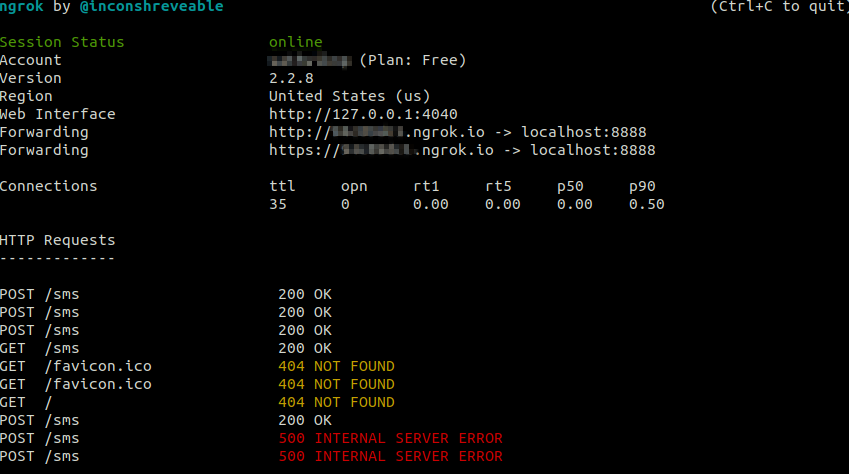 ngrok by @inconshreveable (Ctrl+C to quit)
Session Status online
Account (Plan: Free)
Version 2.2.8
Region United States (us)
Web Interface http://127.0.0.1:4040
Forwarding http:// .ngrok.io -> localhost:8888
Forwarding https:// .ngrok.io -> localhost:8888
Connections ttl opn rt1 rt5 p50 p90
35 0 0.00 0.00 0.00 0.50
HTTP Requests
-------------
POST /sms 200 OK
POST /sms 200 OK
POST /sms 200 OK
GET /sms 200 OK
GET /favicon.ico 404 NOT FOUND
GET /favicon.ico 404 NOT FOUND
GET / 404 NOT FOUND
POST /sms 200 OK
POST /sms 500 INTERNAL SERVER ERROR
POST /sms 500 INTERNAL SERVER ERROR